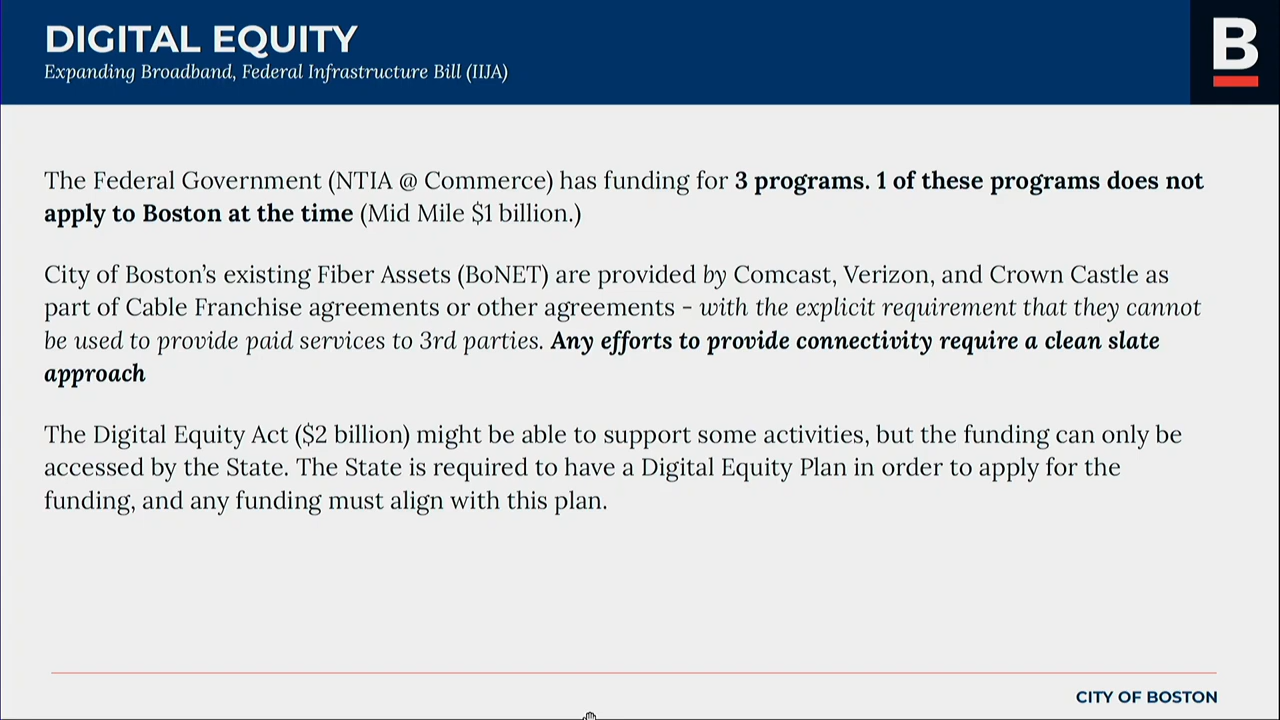 DIGITAL EQUITY
Expanding Broadband, Federal Infrastructure Bill (IIJA)
B
The Federal Government (NTIA @ Commerce) has funding for 3 programs. 1 of these programs does not
apply to Boston at the time (Mid Mile $1 billion.)
City of Boston’s existing Fiber Assets (BoNET) are provided by Comcast, Verizon, and Crown Castle as
part of Cable Franchise agreements or other agreements - with the explicit requirement that they cannot
be used to provide paid services to 3rd parties. Any efforts to provide connectivity require a clean slate
approach
The Digital Equity Act ($2 billion) might be able to support some activities, but the funding can only be
accessed by the State. The State is required to have a Digital Equity Plan in order to apply for the
funding, and any funding must align with this plan.
CITY OF BOSTON